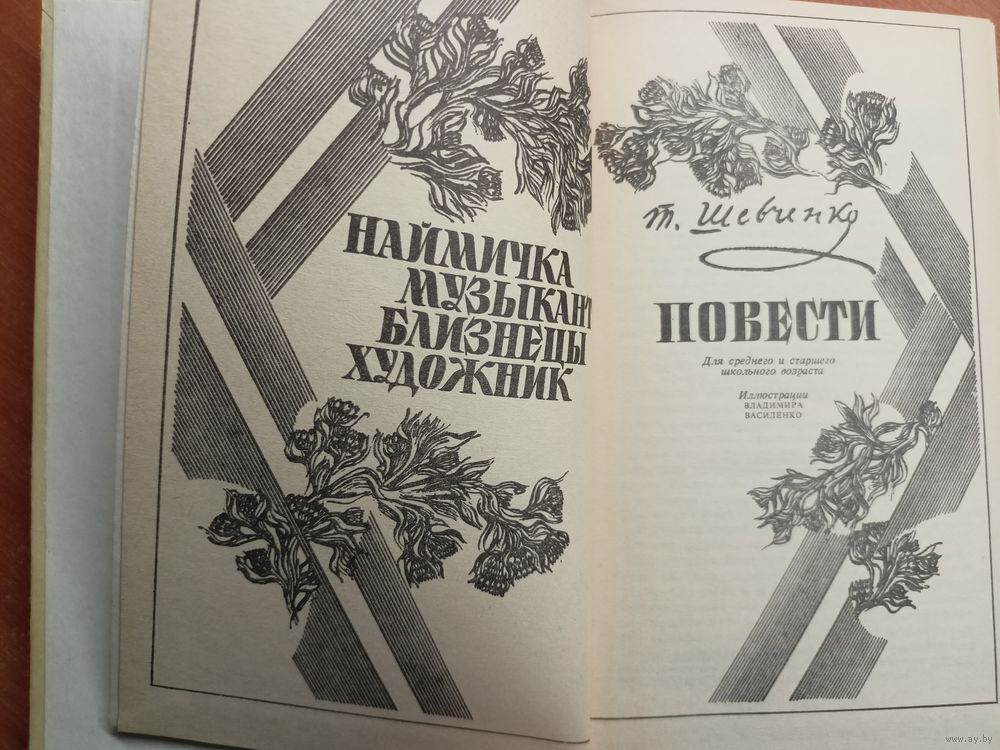 НАЙМИЧКА
МУЗЫКАНТ
БЛИЗНЕЦЫ
ХУДОЖНИК
Т. Шевченко
ПОВЕСТИ
Для среднего и старшего
школьного возраста
Иллюстрации
ВЛАДИМИРА
ВАСИЛЕНКО
www.ay.by